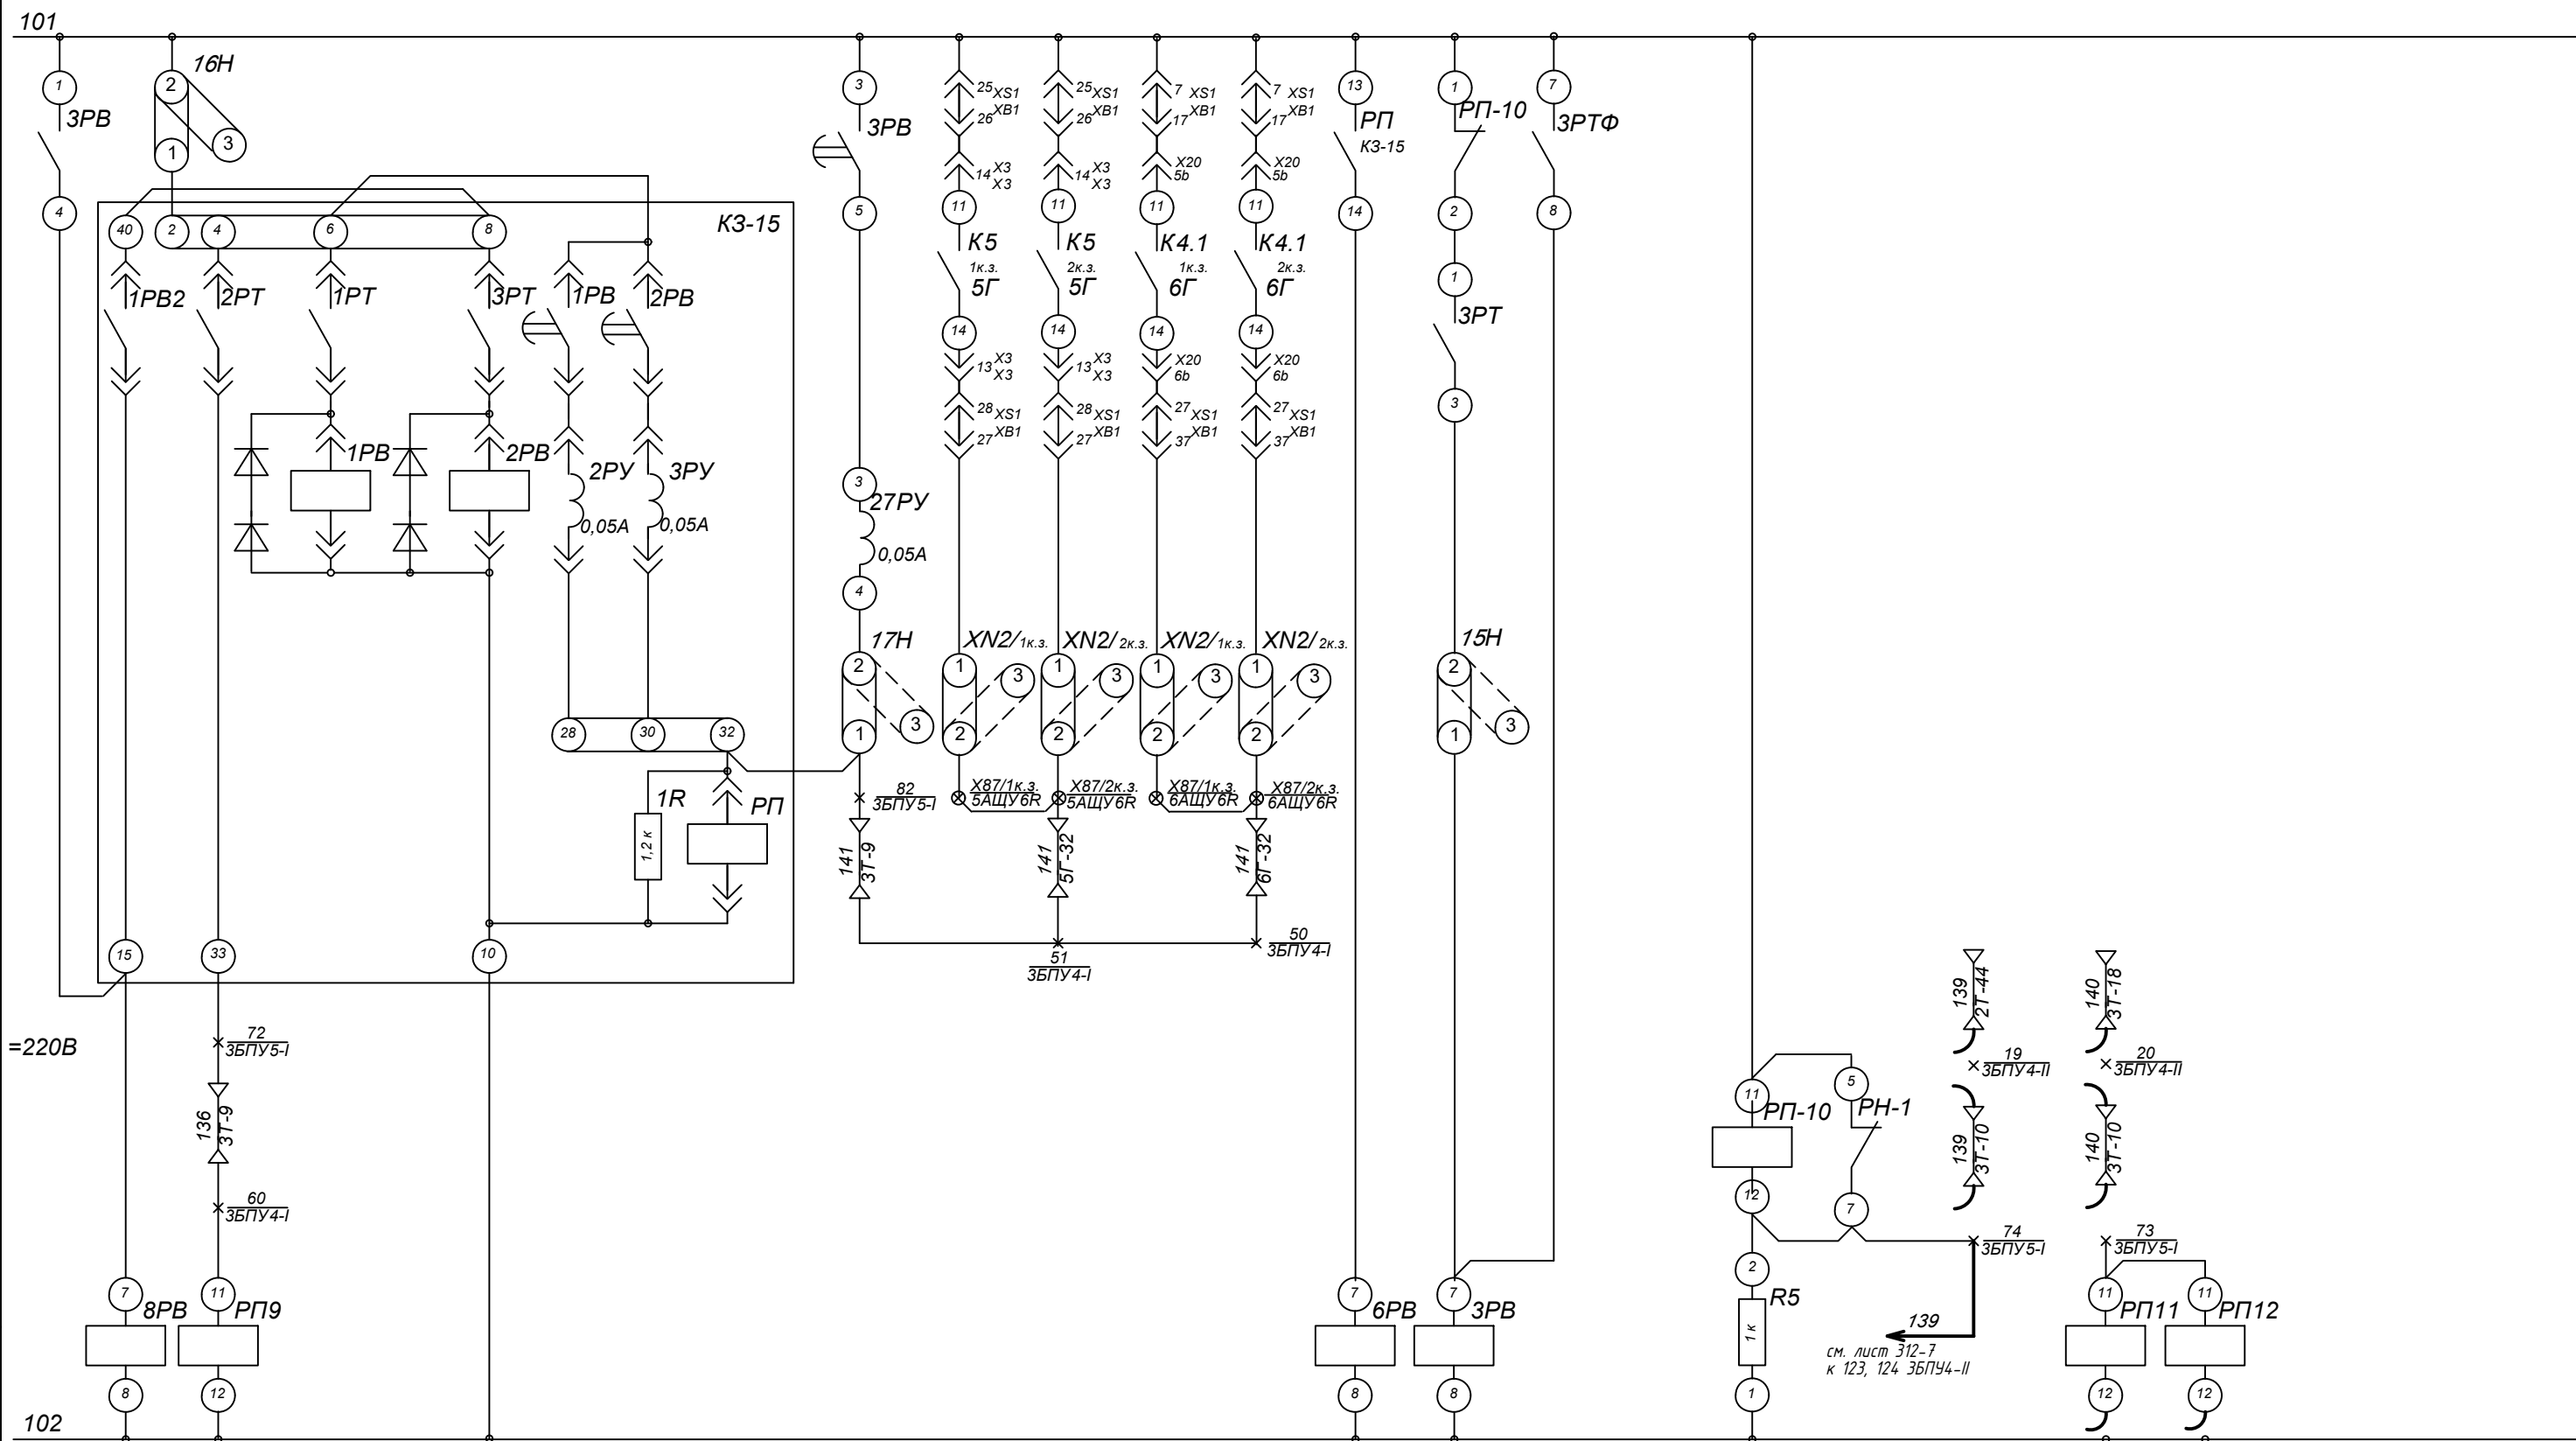 101
16Н
2
1
3
1
3РВ
4
КЗ-15
40
2
4
6
8
1РВ2
2РТ
1РТ
3РТ
1РВ
2РВ
1РВ
2РВ
2РУ
0,05А
3РУ
0,05А
28
30
32
1R
1,2 к
РП
15
33
10
3
3РВ
5
3
27РУ
0,05А
4
17Н
2
1
3
82
3БПУ5-I
141
3Т-9
25 XS1
XB1
26
14 X3
X3
11
К5
1к.з.
5Г
14
13 X3
X3
28 XS1
XB1
27
XN2/1к.з.
1
3
2
X87/1к.з.
5АЩУ6R
25 XS1
XB1
26
14 X3
X3
11
К5
2к.з.
5Г
14
13 X3
X3
28 XS1
XB1
27
XN2/2к.з.
1
3
2
X87/2к.з.
5АЩУ6R
141
5Г-32
51
3БПУ4-I
7 XS1
XB1
17
X20
5b
11
К4.1
1к.з.
6Г
14
X20
6b
27 XS1
XB1
37
XN2/1к.з.
1
3
2
X87/1к.з.
6АЩУ6R
7 XS1
XB1
17
X20
5b
11
К4.1
2к.з.
6Г
14
X20
6b
27 XS1
XB1
37
XN2/2к.з.
1
3
2
X87/2к.з.
6АЩУ6R
141
6Г-32
50
3БПУ4-I
13
РП
КЗ-15
14
1
РП-10
2
1
3РТ
3
15Н
2
1
3
7
3РТФ
8
=220В
72
3БПУ5-I
136
3Т-9
60
3БПУ4-I
7
8РВ
8
11
РП9
12
7
6РВ
8
7
3РВ
8
11
РП-10
12
5
РН-1
7
2
R5
1 к
1
139
2Т-44
19
3БПУ4-II
139
3Т-10
74
3БПУ5-I
139
см. лист 312-7
к 123, 124 3БПУ4-II
140
3Т-18
20
3БПУ4-II
140
3Т-10
73
3БПУ5-I
11
РП11
12
11
РП12
12
102